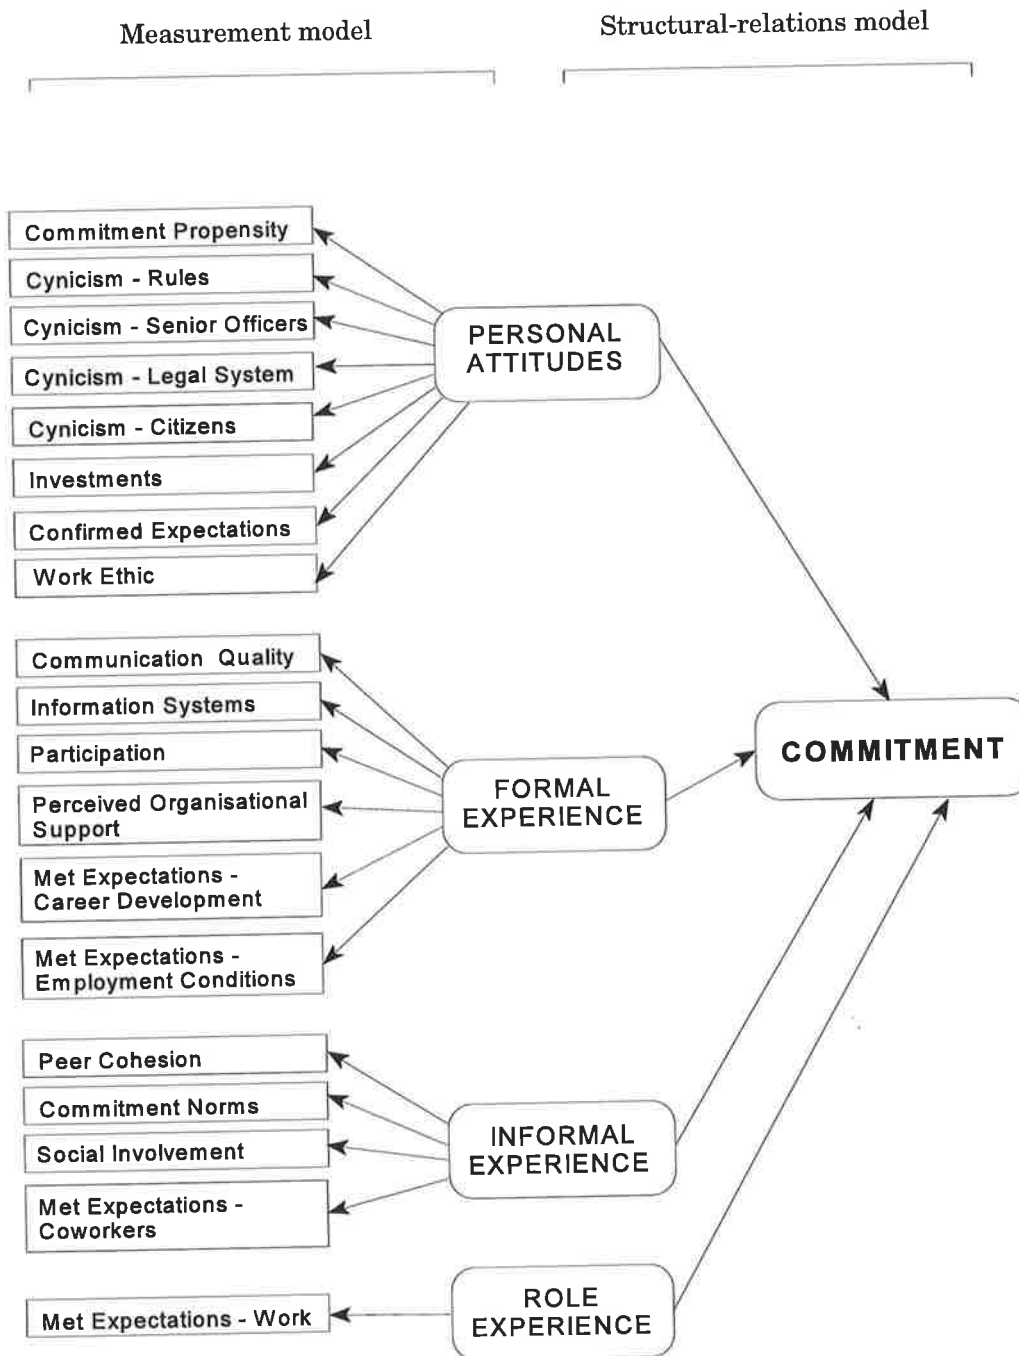 Measurement model
Structural-relations model
Commitment Propensity
Cynicism - Rules
Cynicism - Senior Officers
Cynicism - Legal System
Cynicism - Citizens
Investments
Confirmed Expectations
Work Ethic
PERSONAL
ATTITUDES
Communication Quality
Information Systems
Participation
Perceived Organisational
Support
Met Expectations -
Career Development
Met Expectations -
Employment Conditions
FORMAL
EXPERIENCE
COMMITMENT
Peer Cohesion
Commitment Norms
Social Involvement
Met Expectations -
Coworkers
INFORMAL
EXPERIENCE
Met Expectations - Work
ROLE
EXPERIENCE